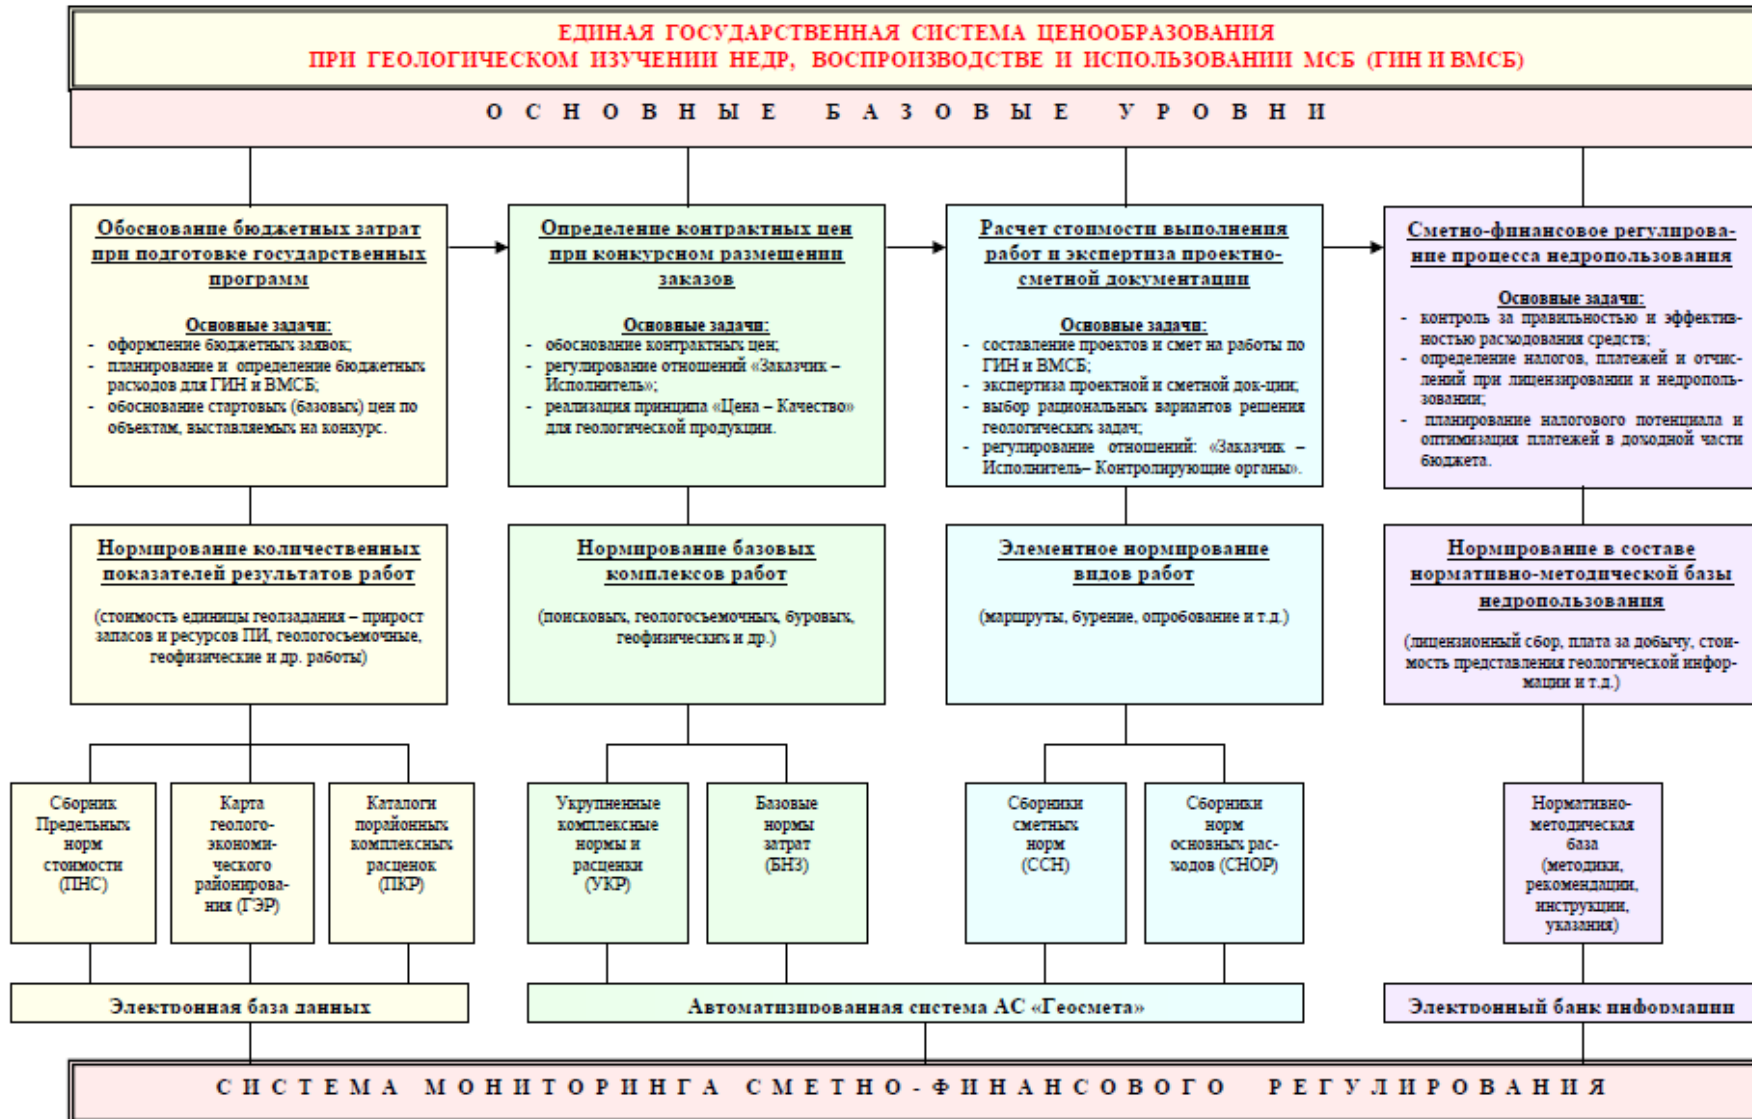 ЕДИНАЯ ГОСУДАРСТВЕННАЯ СИСТЕМА ЦЕНООБРАЗОВАНИЯ
ПРИ ГЕОЛОГИЧЕСКОМ ИЗУЧЕНИИ НЕДР, ВОСПРОИЗВОДСТВЕ И ИСПОЛЬЗОВАНИИ МСБ (ГИН И ВМСБ)
ОСНОВНЫЕ БАЗОВЫЕ УРОВНИ
Обоснование бюджетных затрат
при подготовке государственных
программ
Основные задачи:
- оформление бюджетных заявок;
- планирование и определение бюджетных
расходов для ГИН и ВМСБ;
- обоснование стартовых (базовых) цен по
объектам, выставляемых на конкурс.
Определение контрактных цен
при конкурсном размещении
заказов
Основные задачи:
- обоснование контрактных цен;
- регулирование отношений «Заказчик –
Исполнитель»;
- реализация принципа «Цена – Качество»
для геологической продукции.
Расчет стоимости выполнения
работ и экспертиза проектно-
сметной документации
Основные задачи:
- составление проектов и смет на работы по
ГИН и ВМСБ;
- экспертиза проектной и сметной док-ции;
- выбор рациональных вариантов решения
геологических задач;
- регулирование отношений: «Заказчик –
Исполнитель– Контролирующие органы».
Сметно-финансовое регулирова-
ние процесса недропользования
Основные задачи:
- контроль за правильностью и эффектив-
ностью расходования средств;
- определение налогов, платежей и отчис-
лений при лицензировании и недрополь-
зовании;
- планирование налогового потенциала и
оптимизация платежей в доходной части
бюджета.
Нормирование количественных
показателей результатов работ
(стоимость единицы геолзадания – прирост
запасов и ресурсов ПИ, геологосъемочные,
геофизические и др. работы)
Нормирование базовых
комплексов работ
(поисковых, геологосъемочных, буровых,
геофизических и др.)
Элементное нормирование
видов работ
(маршруты, бурение, опробование и т.д.)
Нормирование в составе
нормативно-методической базы
недропользования
(лицензионный сбор, плата за добычу, стои-
мость представления геологической инфор-
мации и т.д.)
Сборник
Предельных
норм
стоимости
(ПНС)
Карта
геолого-
экономи-
ческого
районирова-
ния (ГЭР)
Каталоги
порайонных
комплексных
расценок
(ПКР)
Укрупненные
комплексные
нормы и
расценки
(УКР)
Базовые
нормы
затрат
(БНЗ)
Сборники
сметных
норм
(ССН)
Сборники
норм
основных рас-
ходов (СНОР)
Нормативно-
методическая
база
(методики,
рекомендации,
инструкции,
указания)
Электронная база данных
Автоматизированная система АС «Геосмета»
Электронный банк информации
СИСТЕМА МОНИТОРИНГА СМЕТНО-ФИНАНСОВОГО РЕГУЛИРОВАНИЯ